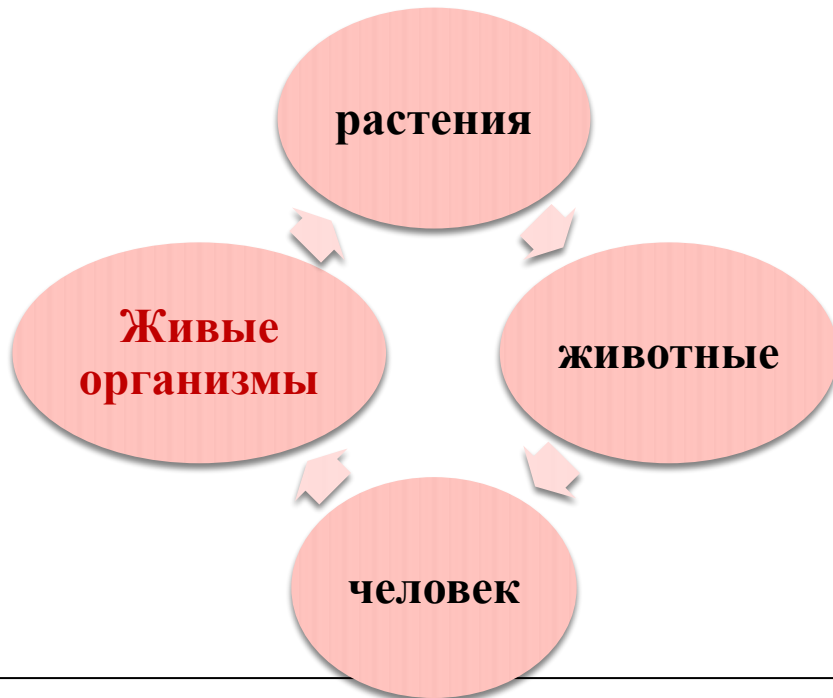 растения
Живые
организмы
животные
человек